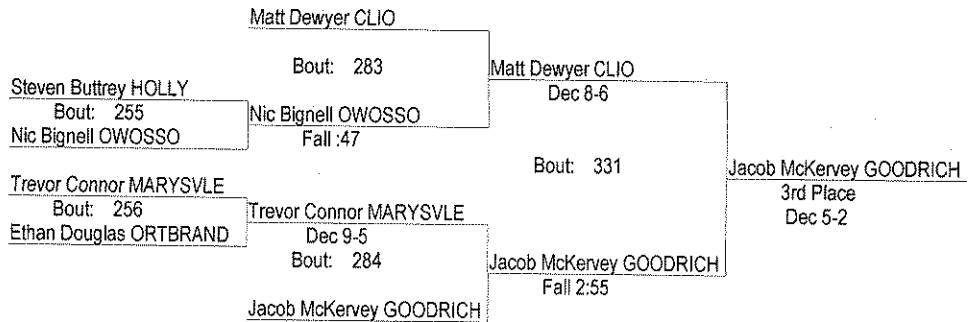 Matt Dewyer CLIO
Bout: 283
Steven Buttrey HOLLY
Bout: 255
Nic Bignell OWOSSO
Nic Bignell OWOSSO
Fall :47
Matt Dewyer CLIO
Dec 8-6
Bout: 331
Trevor Connor MARYSVLE
Bout: 256
Ethan Douglas ORTBRAND
Trevor Connor MARYSVLE
Dec 9-5
Bout: 284
Jacob McKervey GOODRICH
Jacob McKervey GOODRICH
Fall 2:55
Jacob McKervey GOODRICH
3rd Place
Dec 5-2